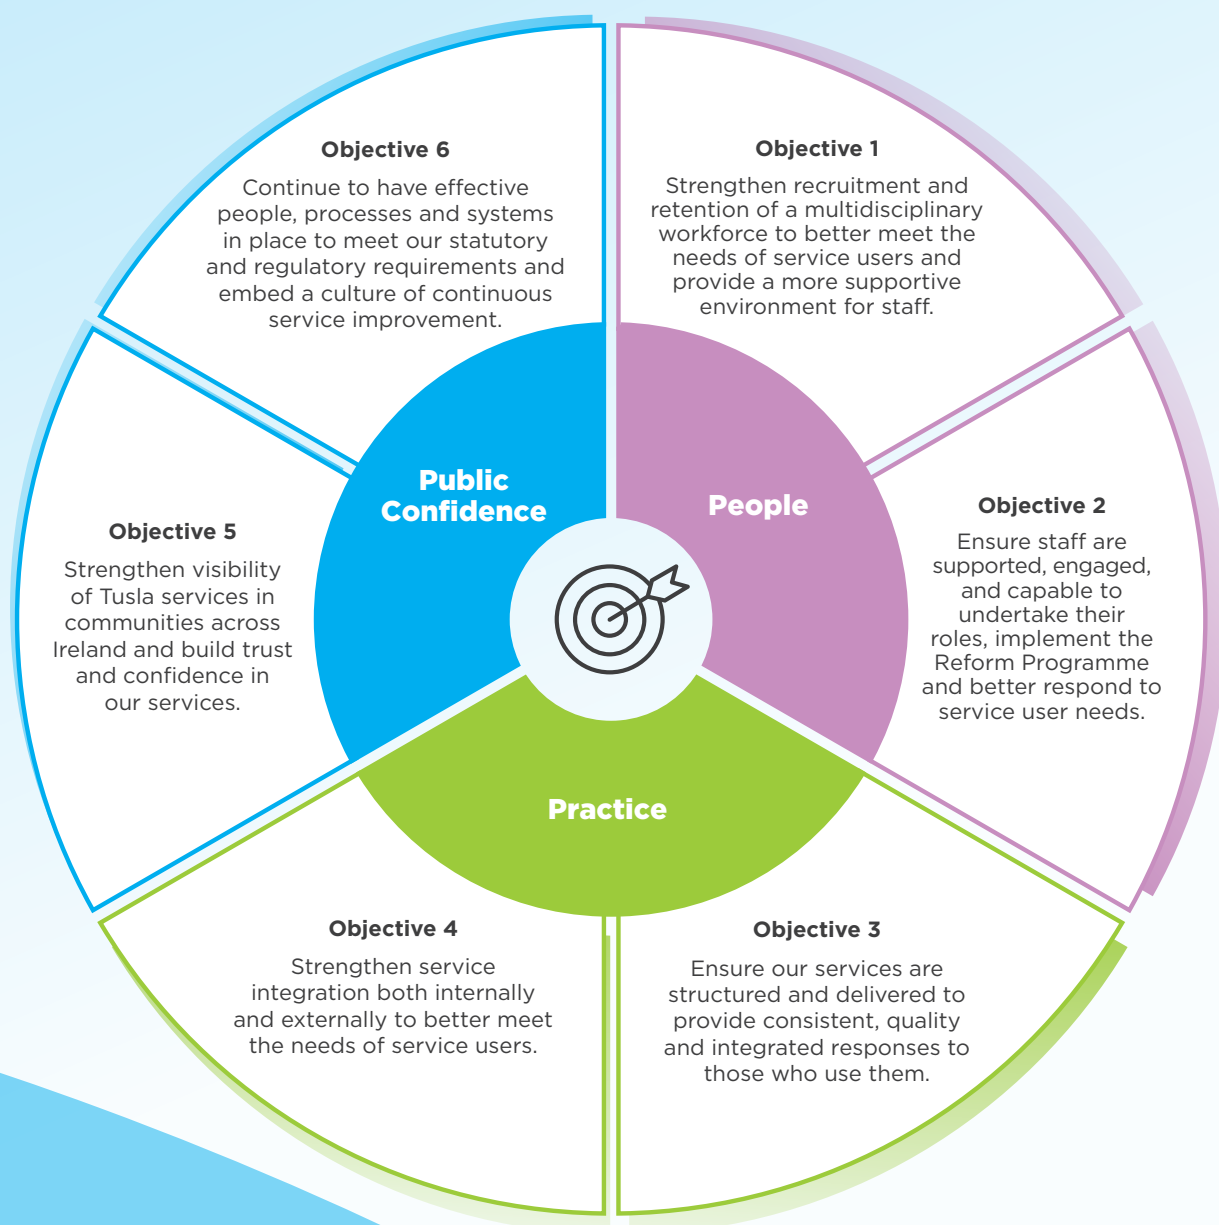 Objective 1
Strengthen recruitment and
retention of a multidisciplinary
workforce to better meet the
needs of service users and
provide a more supportive
environment for staff.
Objective 2
Ensure staff are
supported, engaged,
and capable to
undertake their
roles, implement the
Reform Programme
and better respond to
service user needs.
Objective 3
Ensure our services are
structured and delivered to
provide consistent, quality
and integrated responses to
those who use them.
Objective 4
Strengthen service
integration both internally
and externally to better meet
the needs of service users.
Objective 5
Strengthen visibility
of Tusla services in
communities across
Ireland and build trust
and confidence in
our services.
Objective 6
Continue to have effective
people, processes and systems
in place to meet our statutory
and regulatory requirements and
embed a culture of continuous
service improvement.
People
Practice
Public
Confidence